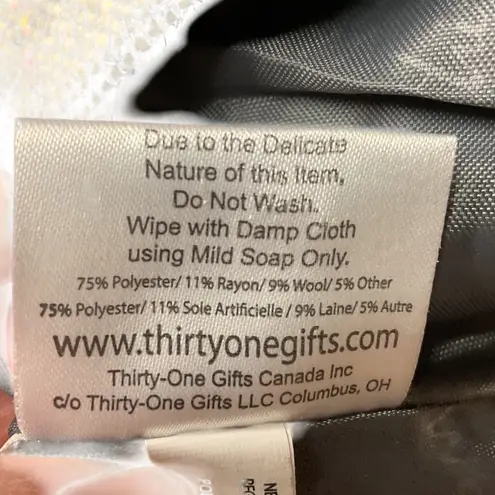 Due to the Delicate
Nature of this Item,
Do Not Wash.
Wipe with Damp Cloth
using Mild Soap Only.
75% Polyester/ 11% Rayon/ 9% Wool/ 5% Other
75% Polyester/ 11% Soie Artificielle / 9% Laine/ 5% Autre
www.thirtyonegifts.com
Thirty-One Gifts Canada Inc
c/o Thirty-One Gifts LLC Columbus, OH